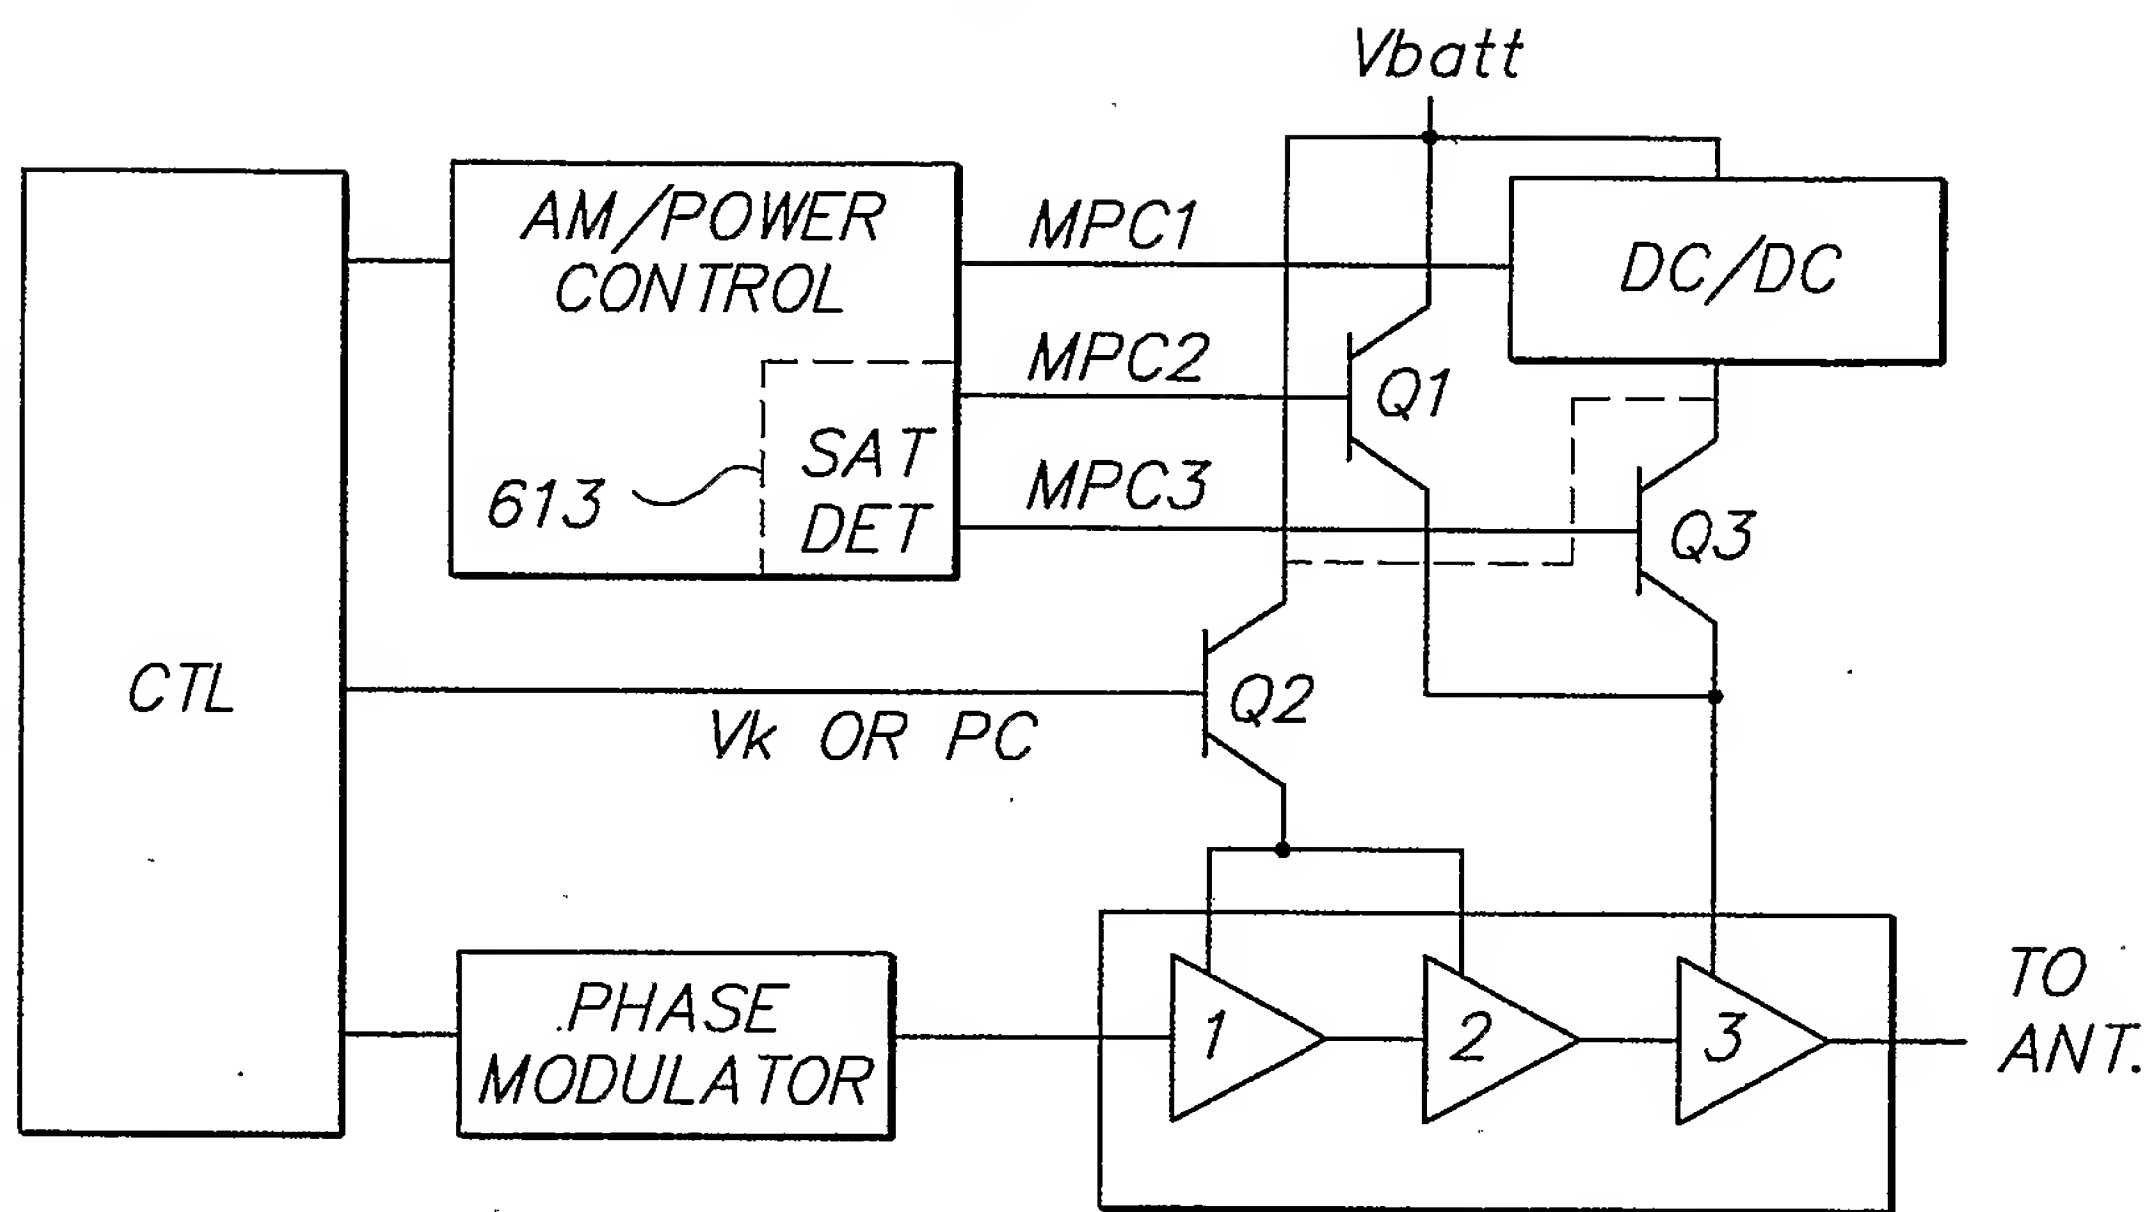 Vbatt
AM/POWER
CONTROL
MPC1
DC/DC
MPC2
Q1
SAT
DET
613
MPC3
Q3
CTL
Q2
Vk OR PC
PHASE
MODULATOR
1
2
3
TO
ANT.